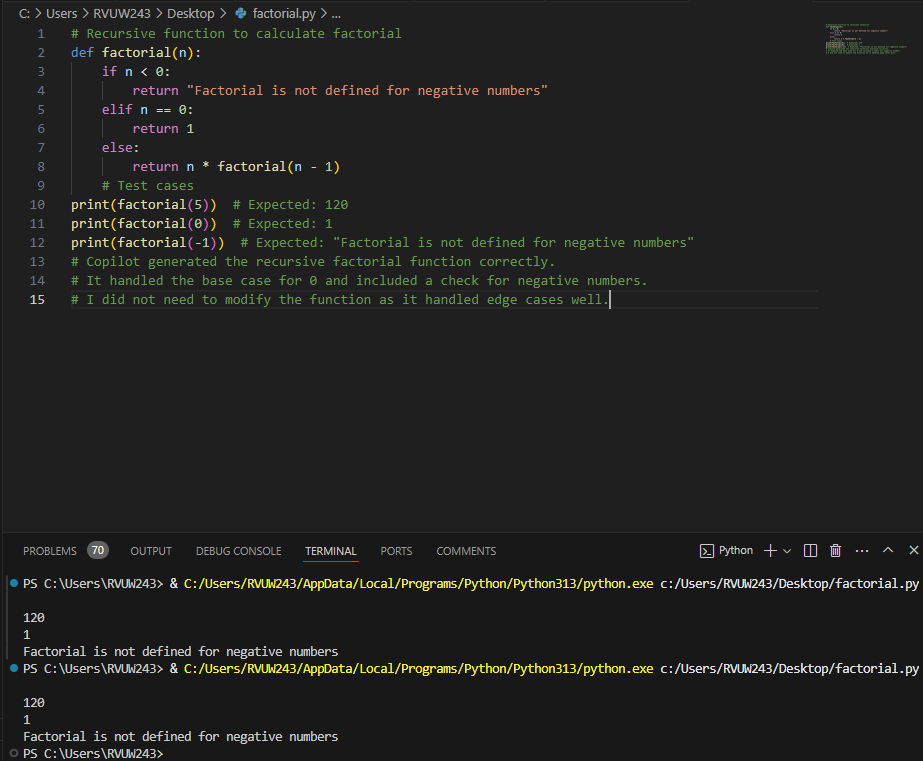 C: > Users > RVUW243 > Desktop > factorial.py > ...
1 # Recursive function to calculate factorial
2 def factorial(n):
3     if n < 0:
4         return "Factorial is not defined for negative numbers"
5     elif n == 0:
6         return 1
7     else:
8         return n * factorial(n - 1)
9     # Test cases
10 print(factorial(5))  # Expected: 120
11 print(factorial(0))  # Expected: 1
12 print(factorial(-1))  # Expected: "Factorial is not defined for negative numbers"
13 # Copilot generated the recursive factorial function correctly.
14 # It handled the base case for 0 and included a check for negative numbers.
15 # I did not need to modify the function as it handled edge cases well.
PROBLEMS 70 OUTPUT DEBUG CONSOLE TERMINAL PORTS COMMENTS Python
PS C:\Users\RVUW243> & C:/Users/RVUW243/AppData/Local/Programs/Python/Python313/python.exe c:/Users/RVUW243/Desktop/factorial.py
120
1
Factorial is not defined for negative numbers
PS C:\Users\RVUW243> & C:/Users/RVUW243/AppData/Local/Programs/Python/Python313/python.exe c:/Users/RVUW243/Desktop/factorial.py
120
1
Factorial is not defined for negative numbers
PS C:\Users\RVUW243>